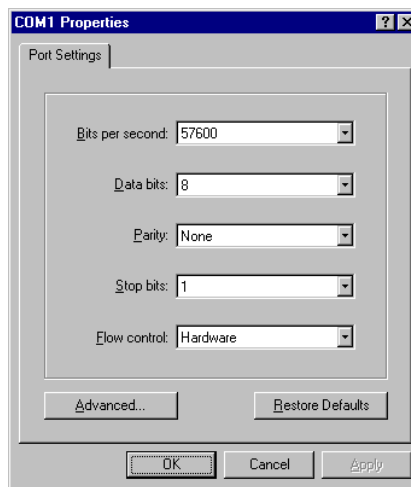 COM1 Properties
Port Settings
Bits per second: 57600
Data bits: 8
Parity: None
Stop bits: 1
Flow control: Hardware
Advanced... Restore Defaults
OK Cancel Apply